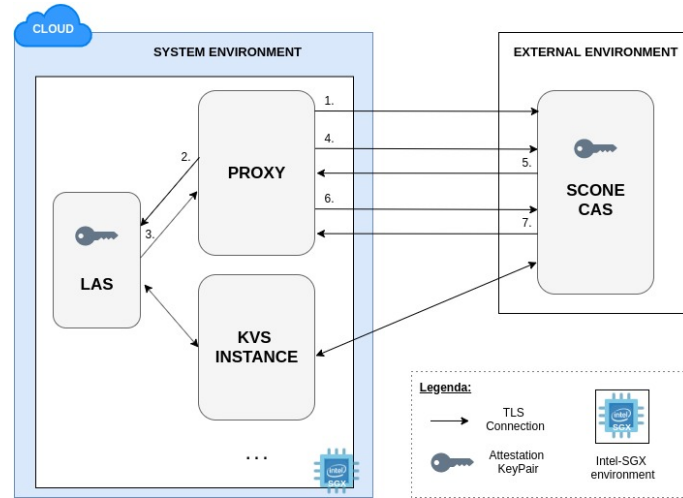 CLOUD
SYSTEM ENVIRONMENT
EXTERNAL ENVIRONMENT
1.
4.
2.
5.
PROXY
SCONE
CAS
6.
3.
7.
LAS
KVS
INSTANCE
...
intel
SGX
Legenda:
TLS
Connection
Attestation
KeyPair
intel
SGX
Intel-SGX
environment